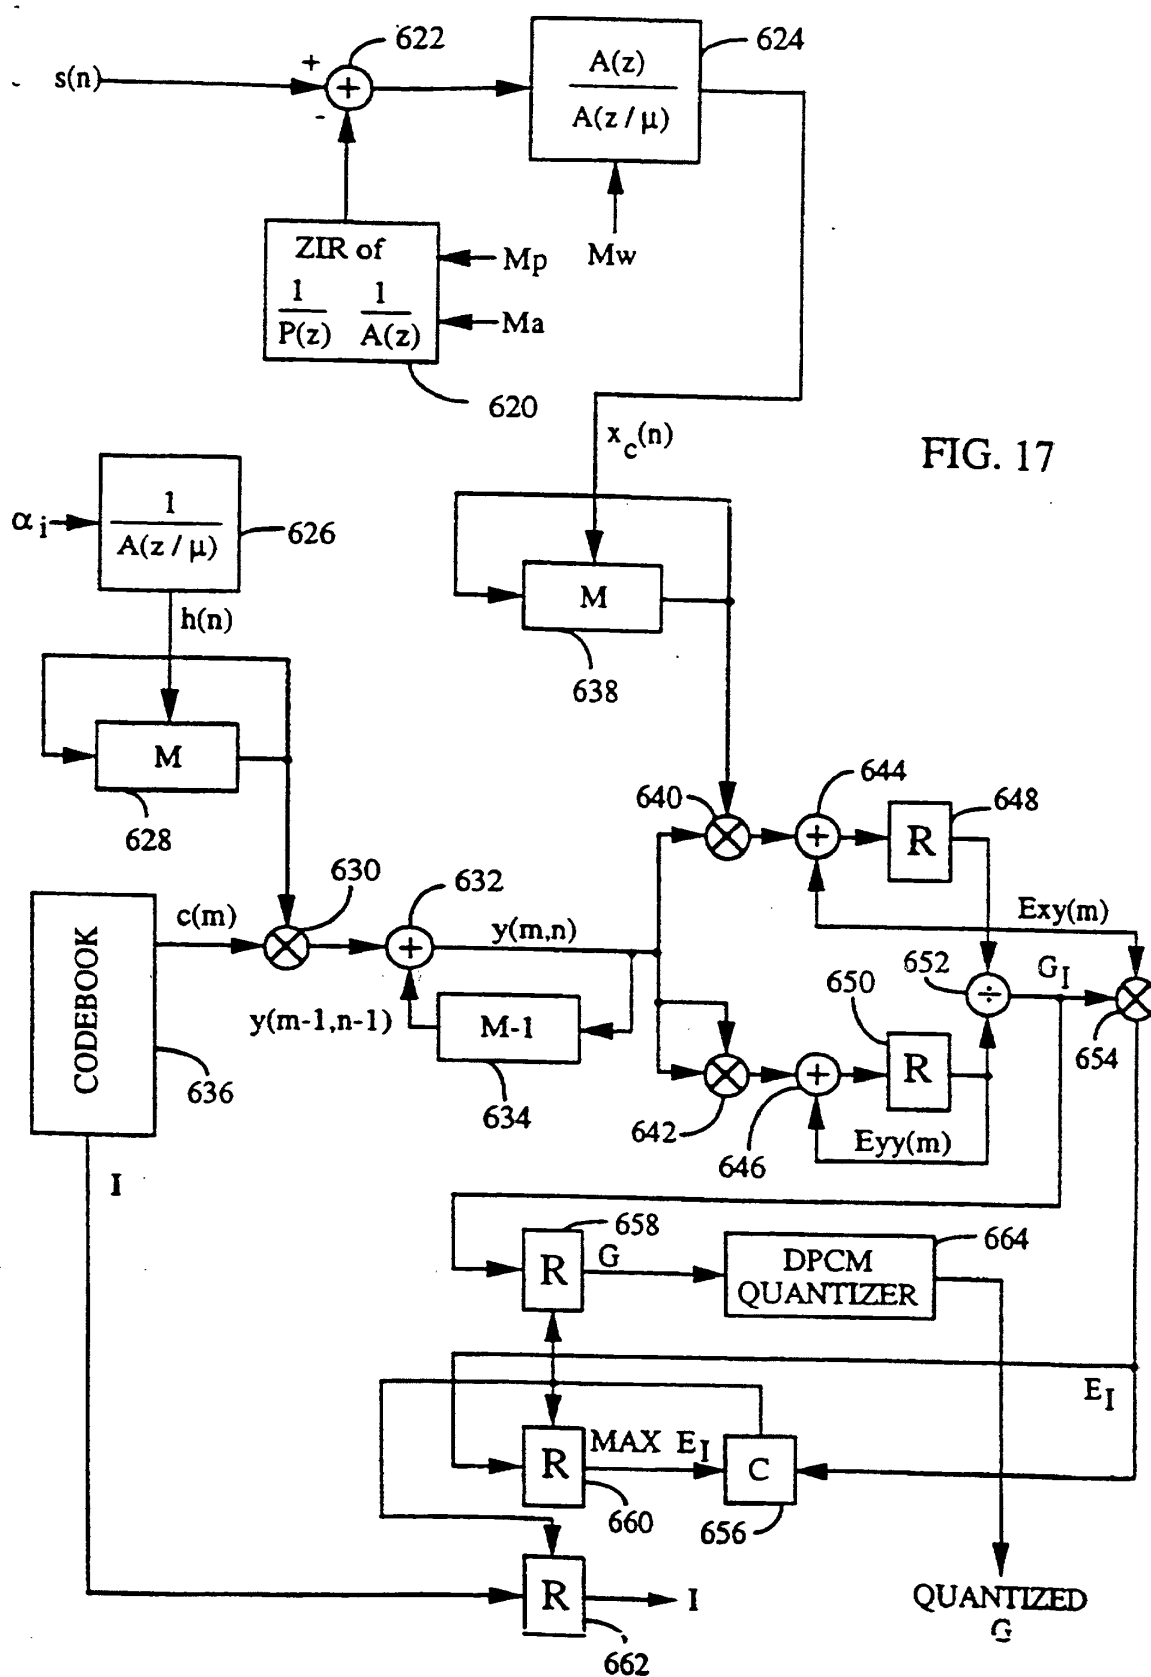 622
624
s(n)
+
+
-
A(z)
A(z / μ)
ZIR of
1
P(z)
1
A(z)
Mp
Ma
Mw
620
x_c(n)
FIG. 17
α_i
1
A(z / μ)
626
h(n)
M
638
M
628
644
648
640
+
R
630
632
c(m)
y(m,n)
+
Exy(m)
CODEBOOK
652
÷
G_I
650
y(m-1,n-1)
M-1
R
654
636
634
+
642
646
Eyy(m)
I
658
664
R
G
DPCM
QUANTIZER
E_I
MAX E_I
R
C
660
656
R
I
QUANTIZED
G
662